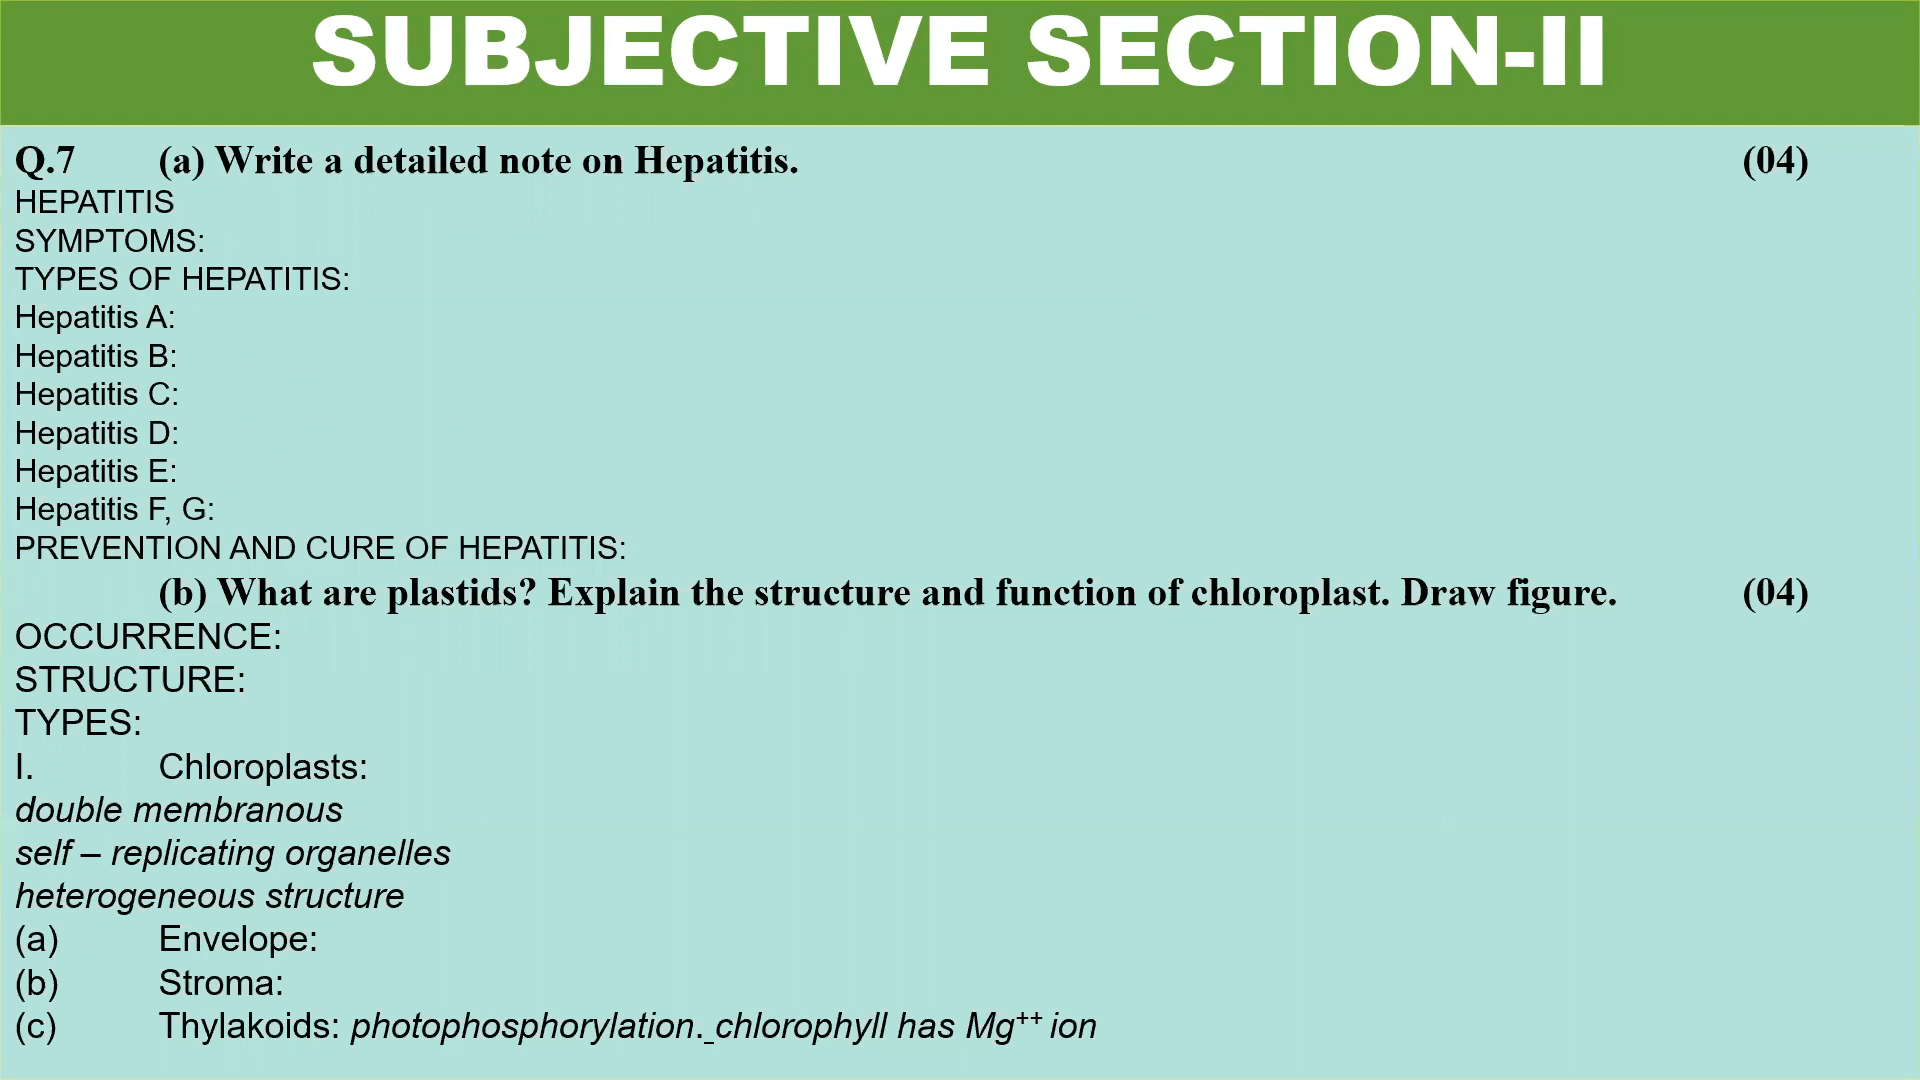 SUBJECTIVE SECTION-II
Q.7 (a) Write a detailed note on Hepatitis. (04)
HEPATITIS
SYMPTOMS:
TYPES OF HEPATITIS:
Hepatitis A:
Hepatitis B:
Hepatitis C:
Hepatitis D:
Hepatitis E:
Hepatitis F, G:
PREVENTION AND CURE OF HEPATITIS:
(b) What are plastids? Explain the structure and function of chloroplast. Draw figure. (04)
OCCURRENCE:
STRUCTURE:
TYPES:
I. Chloroplasts:
double membranous
self – replicating organelles
heterogeneous structure
(a) Envelope:
(b) Stroma:
(c) Thylakoids: photophosphorylation. chlorophyll has Mg⁺⁺ ion